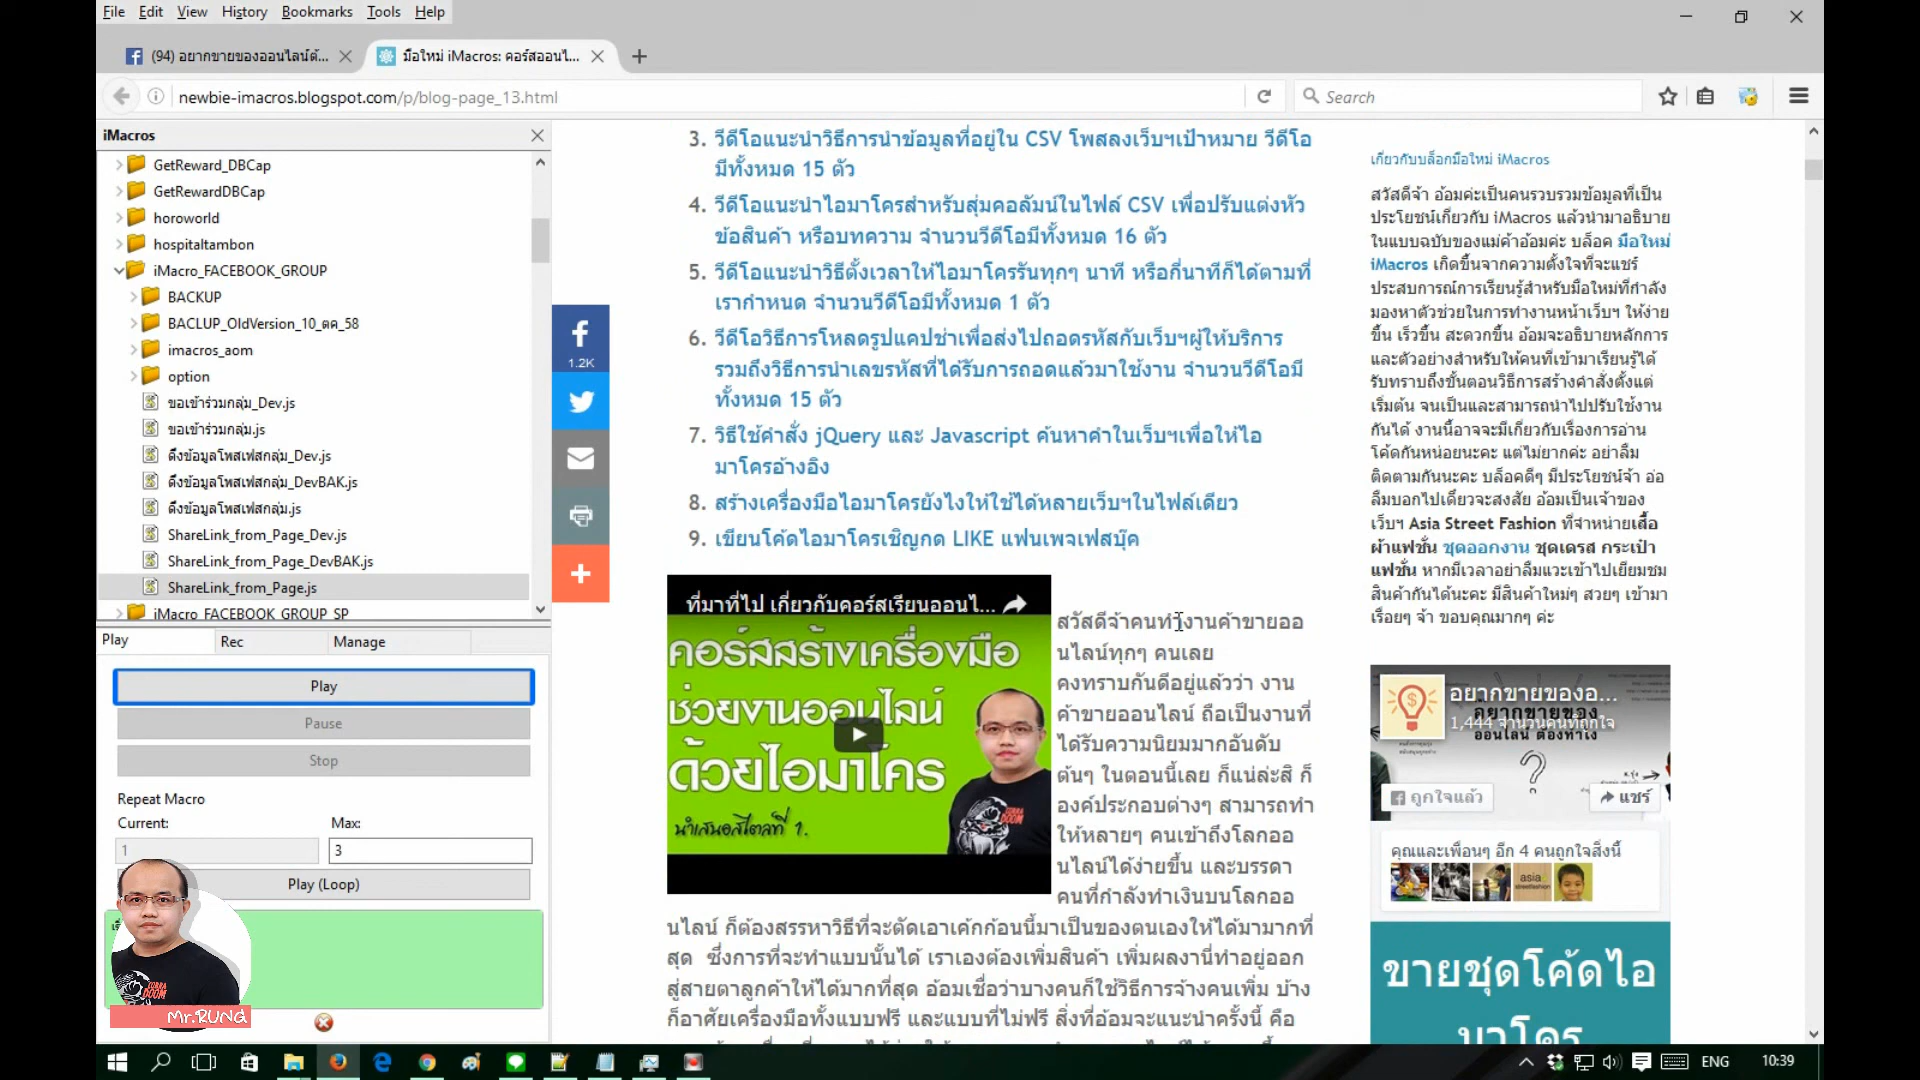 File Edit View History Bookmarks Tools Help
(94) อยากขายของออนไลน์ต้...
มือใหม่ iMacros: คอร์สออนไ...
newbie-imacros.blogspot.com/p/blog-page_13.html
Search
iMacros
GetReward_DBCap
GetRewardDBCap
horoworld
hospitaltambon
iMacro_FACEBOOK_GROUP
BACKUP
BACLUP_OldVersion_10_ตค_58
imacros_aom
option
ขอเข้าร่วมกลุ่ม_Dev.js
ขอเข้าร่วมกลุ่ม.js
ดึงข้อมูลโพสเฟสกลุ่ม_Dev.js
ดึงข้อมูลโพสเฟสกลุ่ม_DevBAK.js
ดึงข้อมูลโพสเฟสกลุ่ม.js
ShareLink_from_Page_Dev.js
ShareLink_from_Page_DevBAK.js
ShareLink_from_Page.js
iMacro_FACEBOOK_GROUP_SP
Play Rec Manage
Play
Pause
Stop
Repeat Macro
Current: Max:
1 3
Play (Loop)
Mr.RUNd
1.2K
3. วีดีโอแนะนำวิธีการนำข้อมูลที่อยู่ใน CSV โพสลงเว็บฯเป้าหมาย วีดีโอ
มีทั้งหมด 15 ตัว
4. วีดีโอแนะนำไอมาโครสำหรับสุ่มคอลัมน์ในไฟล์ CSV เพื่อปรับแต่งหัว
ข้อสินค้า หรือบทความ จำนวนวีดีโอมีทั้งหมด 16 ตัว
5. วีดีโอแนะนำวิธีตั้งเวลาให้ไอมาโครรันทุกๆ นาที หรือกี่นาทีก็ได้ตามที่
เรากำหนด จำนวนวีดีโอมีทั้งหมด 1 ตัว
6. วีดีโอวิธีการโหลดรูปแคปช่าเพื่อส่งไปถอดรหัสกับเว็บฯผู้ให้บริการ
รวมถึงวิธีการนำเลขรหัสที่ได้รับการถอดแล้วมาใช้งาน จำนวนวีดีโอมี
ทั้งหมด 15 ตัว
7. วิธีใช้คำสั่ง jQuery และ Javascript ค้นหาคำในเว็บฯเพื่อให้ไอ
มาโครอ้างอิง
8. สร้างเครื่องมือไอมาโครยังไงให้ใช้ได้หลายเว็บฯในไฟล์เดียว
9. เขียนโค้ดไอมาโครเชิญกด LIKE แฟนเพจเฟสบุ๊ค
ที่มาที่ไป เกี่ยวกับคอร์สเรียนออนไ...
คอร์สสร้างเครื่องมือ
ช่วยงานออนไลน์
ด้วยไอมาโคร
นำเสนอสไตล์ที่ 1.
สวัสดีจ้าคนทำงานค้าขายออ
นไลน์ทุกๆ คนเลย
คงทราบกันดีอยู่แล้วว่า งาน
ค้าขายออนไลน์ ถือเป็นงานที่
ได้รับความนิยมมากอันดับ
ต้นๆ ในตอนนี้เลย ก็แน่ล่ะสิ ก็
องค์ประกอบต่างๆ สามารถทำ
ให้หลายๆ คนเข้าถึงโลกออ
นไลน์ได้ง่ายขึ้น และบรรดา
คนที่กำลังทำเงินบนโลกออ
นไลน์ ก็ต้องสรรหาวิธีที่จะตัดเอาเค้กก้อนนี้มาเป็นของตนเองให้ได้มามากที่
สุด ซึ่งการที่จะทำแบบนั้นได้ เราเองต้องเพิ่มสินค้า เพิ่มผลงานี่ทำอยู่ออก
สู่สายตาลูกค้าให้ได้มากที่สุด อ้อมเชื่อว่าบางคนก็ใช้วิธีการจ้างคนเพิ่ม บ้าง
ก็อาศัยเครื่องมือทั้งแบบฟรี และแบบที่ไม่ฟรี สิ่งที่อ้อมจะแนะนำครั้งนี้ คือ
เกี่ยวกับบล็อกมือใหม่ iMacros
สวัสดีจ้า อ้อมค่ะเป็นคนรวบรวมข้อมูลที่เป็น
ประโยชน์เกี่ยวกับ iMacros แล้วนำมาอธิบาย
ในแบบฉบับของแม่ค้าอ้อมค่ะ บล็อค มือใหม่
iMacros เกิดขึ้นจากความตั้งใจที่จะแชร์
ประสบการณ์การเรียนรู้สำหรับมือใหม่ที่กำลัง
มองหาตัวช่วยในการทำงานหน้าเว็บฯ ให้ง่าย
ขึ้น เร็วขึ้น สะดวกขึ้น อ้อมจะอธิบายหลักการ
และตัวอย่างสำหรับให้คนที่เข้ามาเรียนรู้ได้
รับทราบถึงขั้นตอนวิธีการสร้างคำสั่งตั้งแต่
เริ่มต้น จนเป็นและสามารถนำไปปรับใช้งาน
กันได้ งานนี้อาจจะมีเกี่ยวกับเรื่องการอ่าน
โค้ดกันหน่อยนะคะ แต่ไม่ยากค่ะ อย่าลืม
ติดตามกันนะคะ บล็อคดีๆ มีประโยชน์จ้า อ่อ
ลืมบอกไปเดี๋ยวจะสงสัย อ้อมเป็นเจ้าของ
เว็บฯ Asia Street Fashion ที่จำหน่ายเสื้อ
ผ้าแฟชั่น ชุดออกงาน ชุดเดรส กระเป๋า
แฟชั่น หากมีเวลาอย่าลืมแวะเข้าไปเยี่ยมชม
สินค้ากันได้นะคะ มีสินค้าใหม่ๆ สวยๆ เข้ามา
เรื่อยๆ จ้า ขอบคุณมากๆ ค่ะ
อยากขายของอ...
1,444 จำนวนคนที่ถูกใจ
อยากขายของ
ออนไลน์ ต้องทำไง
ถูกใจแล้ว แชร์
คุณและเพื่อนๆ อีก 4 คนถูกใจสิ่งนี้
asia
ขายชุดโค้ดไอ
มาโคร
ENG 10:39